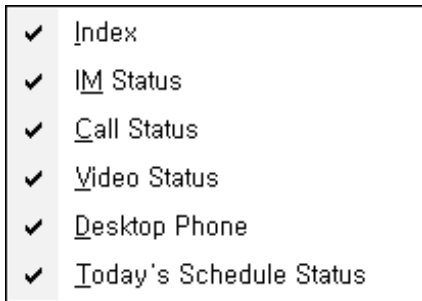 Index
IM Status
Call Status
Video Status
Desktop Phone
Today's Schedule Status